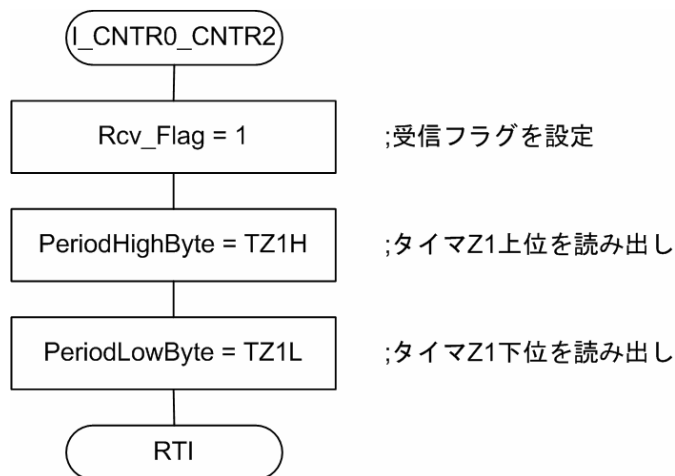 I_CNTR0_CNTR2
Rcv_Flag = 1 ;受信フラグを設定
PeriodHighByte = TZ1H ;タイマZ1上位を読み出し
PeriodLowByte = TZ1L ;タイマZ1下位を読み出し
RTI